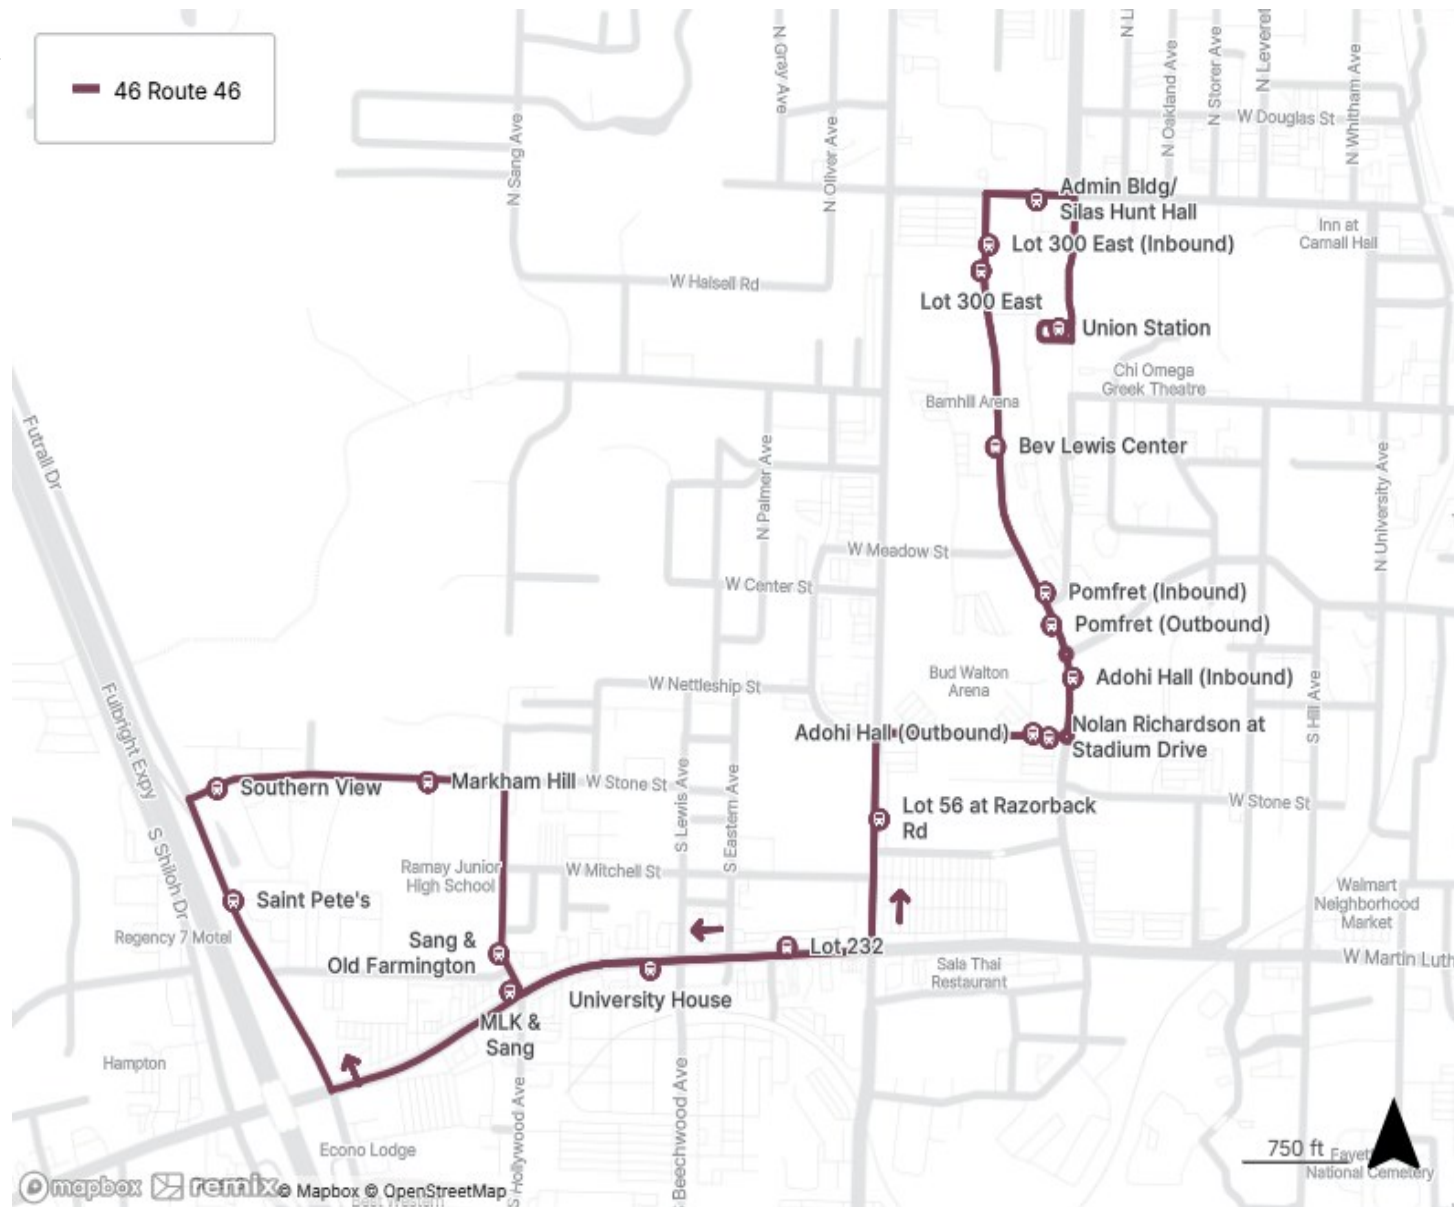 46 Route 46
N Gray Ave
N Sang Ave
N Oliver Ave
N Oakland Ave
N Storer Ave
N Leveret
N Whitham Ave
W Douglas St
Admin Bldg/
Silas Hunt Hall
Inn at
Carnall Hall
Lot 300 East (Inbound)
W Halsell Rd
Lot 300 East
Union Station
Chi Omega
Greek Theatre
Barnhill Arena
Futrall Dr
Bev Lewis Center
N Palmer Ave
N University Ave
W Meadow St
W Center St
Pomfret (Inbound)
Pomfret (Outbound)
Bud Walton
Arena
Adohi Hall (Inbound)
W Nettleship St
S Hill Ave
Fulbright Expy
Adohi Hall (Outbound)
Nolan Richardson at
Stadium Drive
Southern View
Markham Hill
W Stone St
S Lewis Ave
S Eastern Ave
W Stone St
Lot 56 at Razorback
Rd
S Shiloh Dr
Ramay Junior
High School
W Mitchell St
Saint Pete's
Walmart
Neighborhood
Market
Regency 7 Motel
Sang &
Old Farmington
Lot 232
W Martin Luth
Sala Thai
Restaurant
University House
MLK &
Sang
Hampton
S Hollywood Ave
S Beechwood Ave
Econo Lodge
750 ft
Fayet
National Cemetery
mapbox remix © Mapbox © OpenStreetMap
Best Western